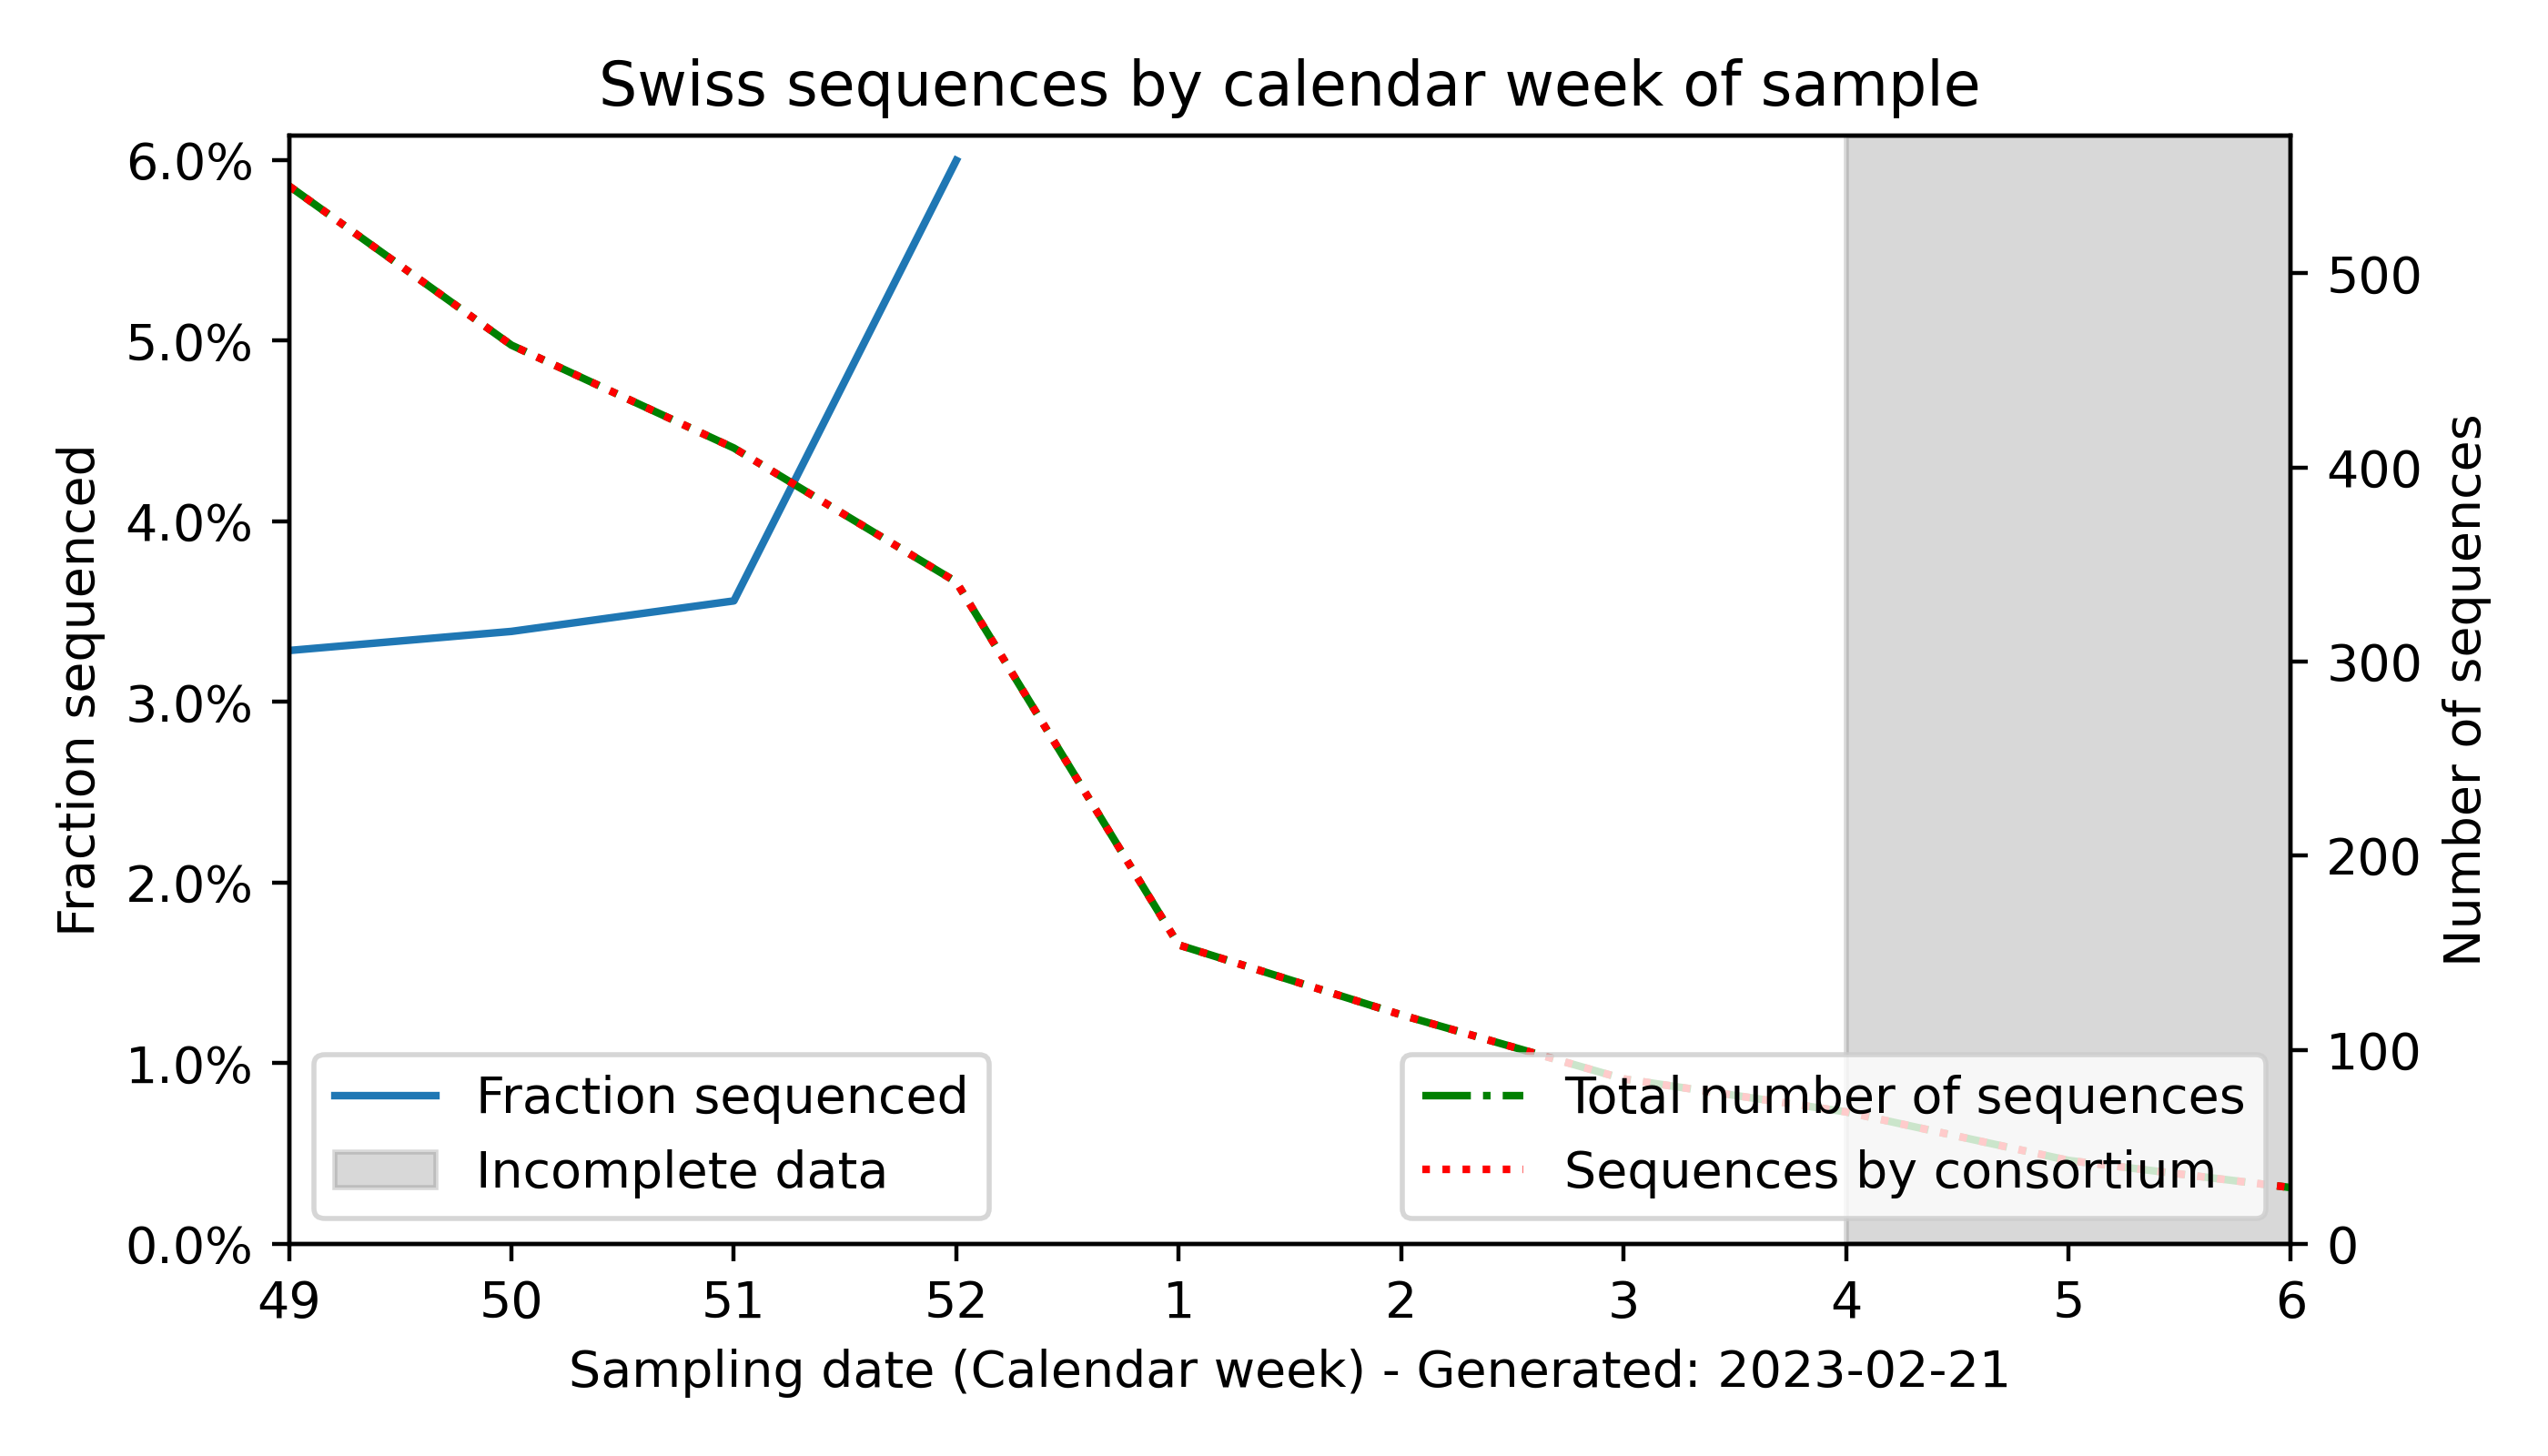 Swiss sequences by calendar week of sample
6.0%
5.0%
4.0%
3.0%
2.0%
1.0%
0.0%
Fraction sequenced
500
400
300
200
100
0
Number of sequences
Fraction sequenced
Incomplete data
Total number of sequences
Sequences by consortium
49 50 51 52 1 2 3 4 5 6
Sampling date (Calendar week) - Generated: 2023-02-21